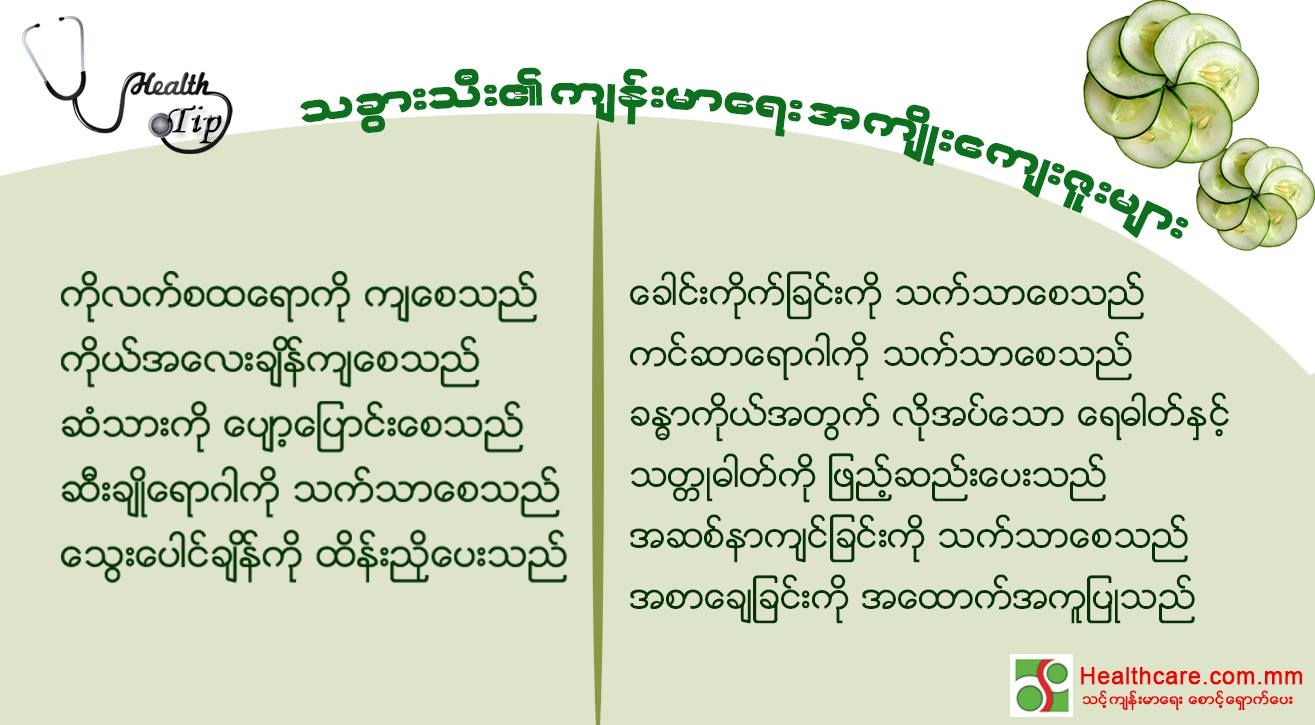 Health
Tip
သခွားသီး၏ ကျန်းမာရေး အကျိုးကျေးဇူးများ
ကိုလက်စထရောကို ကျစေသည်
ကိုယ်အလေးချိန်ကျစေသည်
ဆံသားကို ပျော့ပြောင်းစေသည်
ဆီးချိုရောဂါကို သက်သာစေသည်
သွေးပေါင်ချိန်ကို ထိန်းညှိပေးသည်
ခေါင်းကိုက်ခြင်းကို သက်သာစေသည်
ကင်ဆာရောဂါကို သက်သာစေသည်
ခန္ဓာကိုယ်အတွက် လိုအပ်သော ရေဓါတ်နှင့်
သတ္တုဓါတ်ကို ဖြည့်ဆည်းပေးသည်
အဆစ်နာကျင်ခြင်းကို သက်သာစေသည်
အစာချေခြင်းကို အထောက်အကူပြုသည်
Healthcare.com.mm
သင့်ကျန်းမာရေး စောင့်ရှောက်ပေး